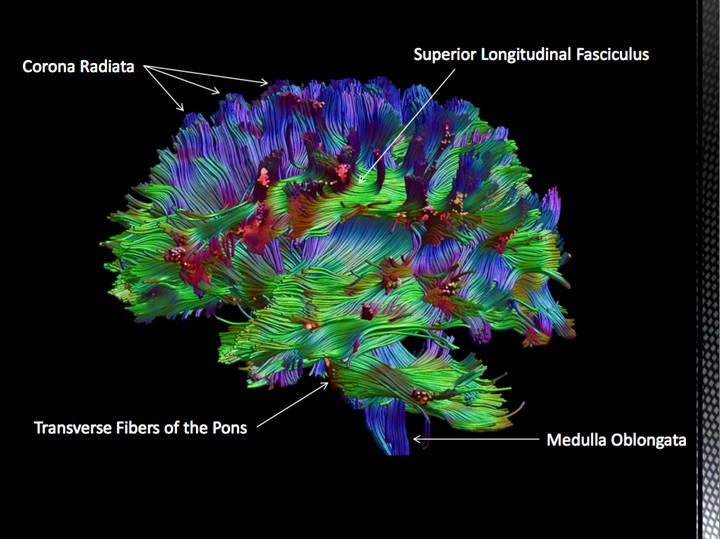 Superior Longitudinal Fasciculus
Corona Radiata
Transverse Fibers of the Pons
Medulla Oblongata